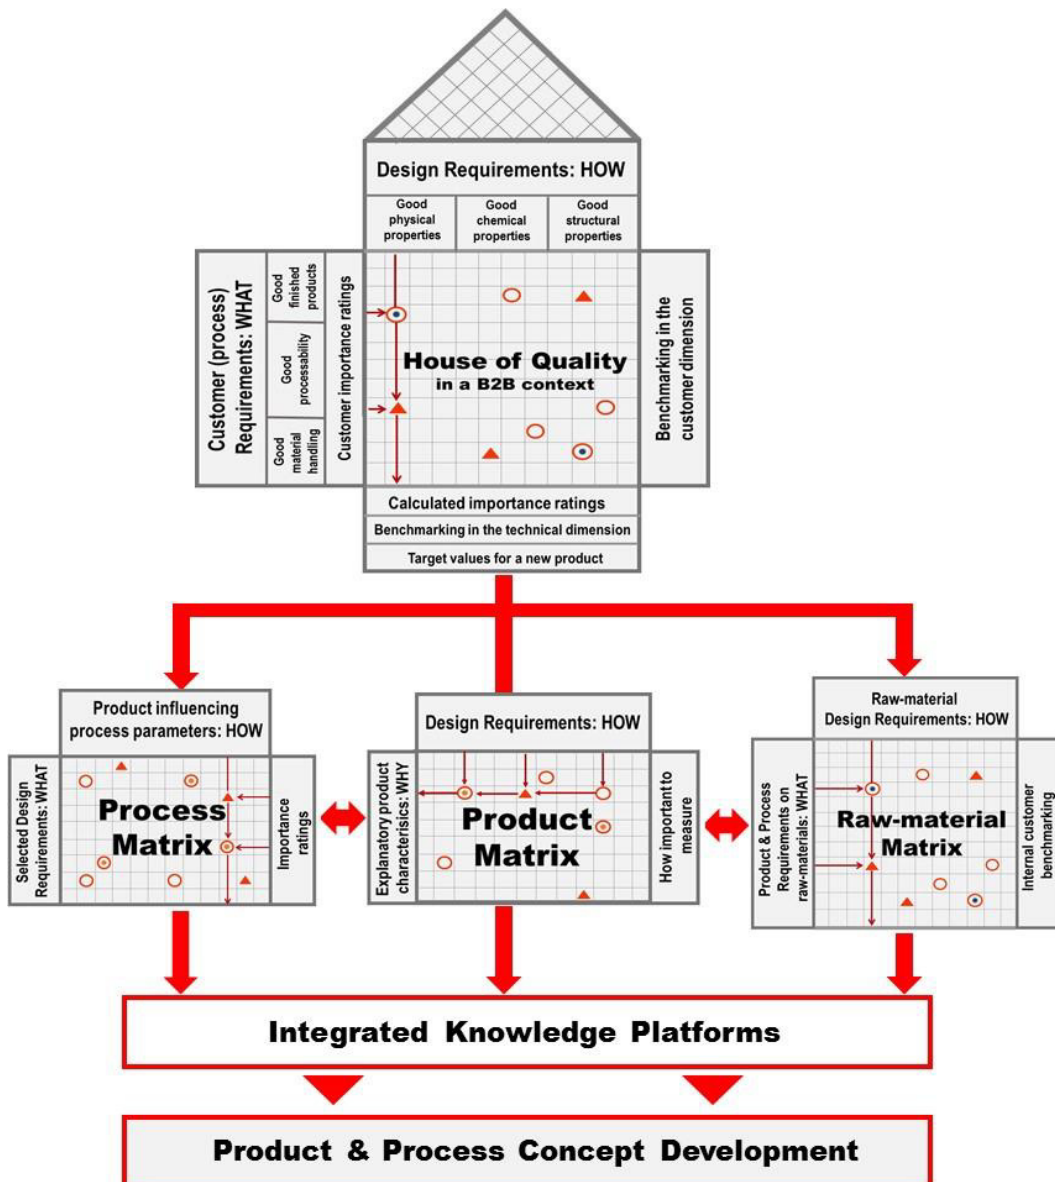 Design Requirements: HOW
Good
physical
properties
Good
chemical
properties
Good
structural
properties
Customer (process)
Requirements: WHAT
Good
finished
products
Good
processability
Good
material
handling
Customer importance ratings
House of Quality
in a B2B context
Benchmarking in the
customer dimension
Calculated importance ratings
Benchmarking in the technical dimension
Target values for a new product
Product influencing
process parameters: HOW
Selected Design
Requirements: WHAT
Process
Matrix
Importance
ratings
Design Requirements: HOW
Explanatory product
characterisics: WHY
Product
Matrix
How important to
measure
Raw-material
Design Requirements: HOW
Product & Process
Requirements on
raw-materials: WHAT
Raw-material
Matrix
Internal customer
benchmarking
Integrated Knowledge Platforms
Product & Process Concept Development